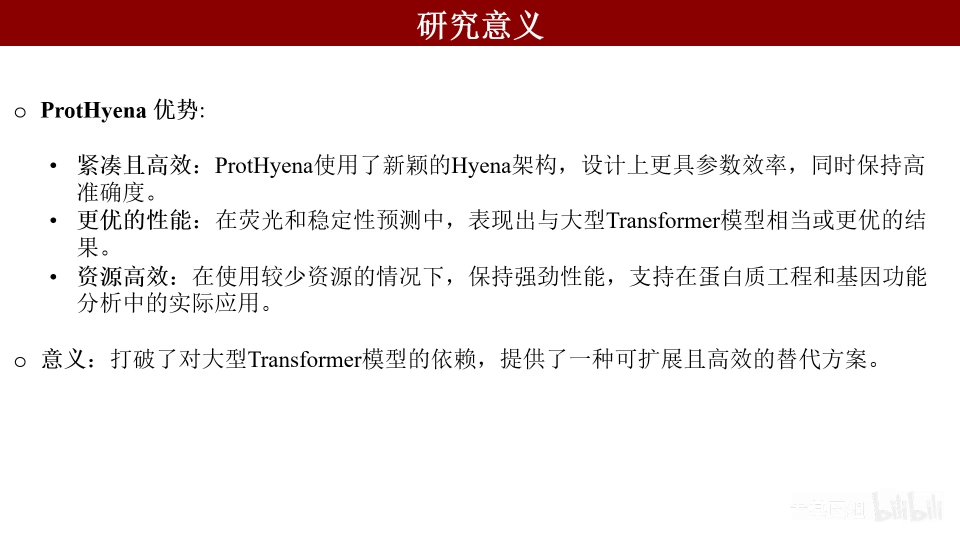 研究意义
o ProtHyena 优势:
• 紧凑且高效：ProtHyena使用了新颖的Hyena架构，设计上更具参数效率，同时保持高
准确度。
• 更优的性能：在荧光和稳定性预测中，表现出与大型Transformer模型相当或更优的结
果。
• 资源高效：在使用较少资源的情况下，保持强劲性能，支持在蛋白质工程和基因功能
分析中的实际应用。
o 意义：打破了对大型Transformer模型的依赖，提供了一种可扩展且高效的替代方案。
bilibili